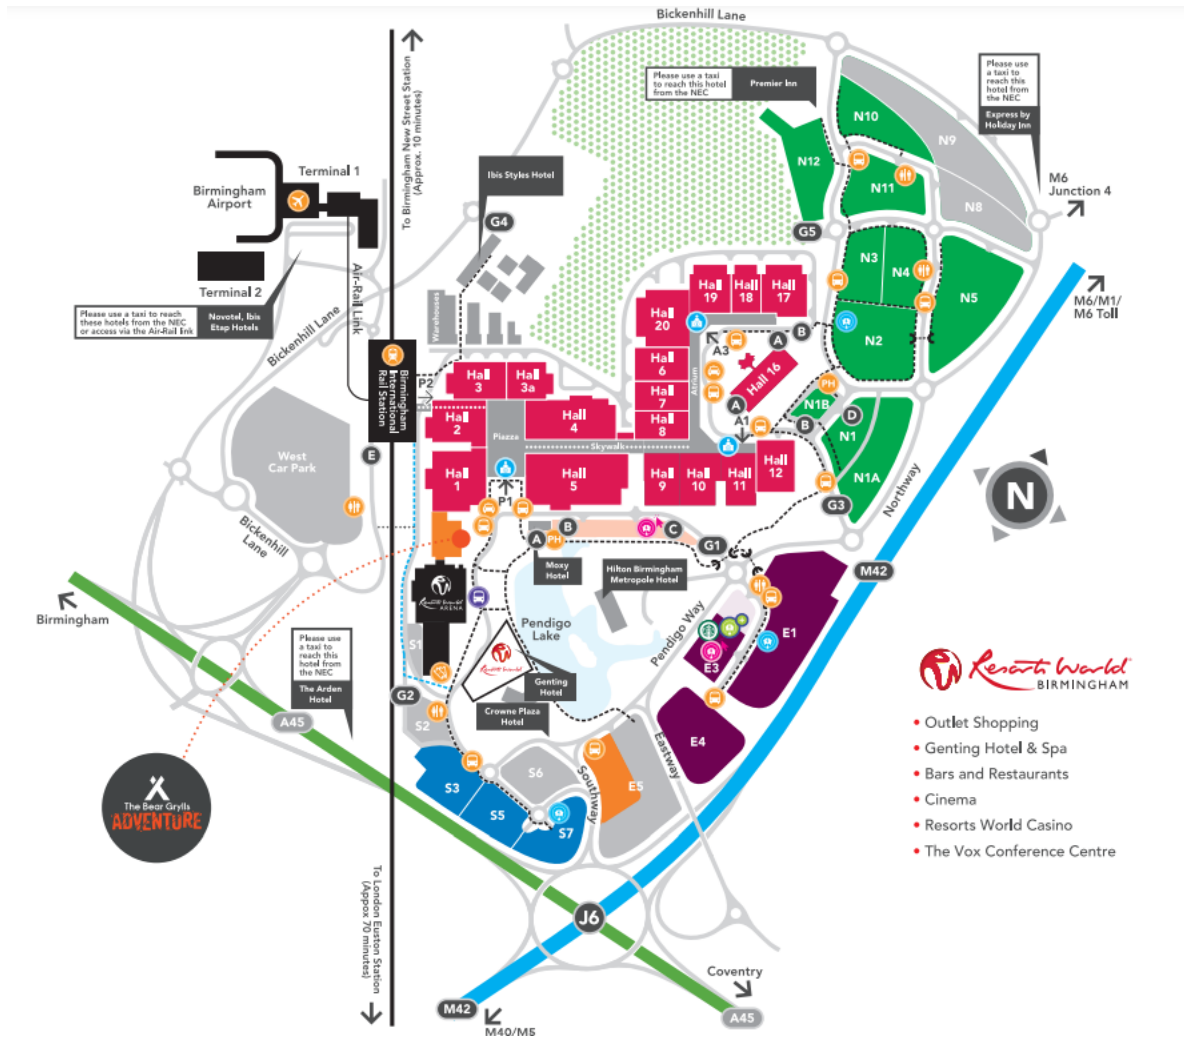 Bickenhill Lane
To Birmingham New Street Station
(Approx. 10 minutes)
Please use a taxi
to reach this hotel
from the NEC
Premier Inn
Please use
a taxi to
reach this
hotel from
the NEC
Express by
Holiday Inn
N10
N9
N12
N11
N8
M6
Junction 4
Terminal 1
Birmingham
Airport
Ibis Styles Hotel
G4
G5
N3
N4
N5
Terminal 2
Air-Rail Link
Please use a taxi to reach
these hotels from the NEC
or access via the Air-Rail link
Novotel, Ibis
Etap Hotels
Bickenhill Lane
M6/M1/
M6 Toll
Warehouses
Hall
19
Hall
18
Hall
17
Hall
20
A3
A
B
N2
Birmingham
International
Rail Station
P2
Hall
3
Hall
3a
Hall
6
Hall
7
Hall
8
Atrium
Hall 16
A
A1
PH
N1B
B
D
N1
N1A
Hall
2
Plazza
Hall
4
Skywalk
West
Car Park
E
Hall
1
P1
Hall
5
Hall
9
Hall
10
Hall
11
Hall
12
G3
Northway
N
Bickenhill
Lane
A
PH
B
C
G1
Moxy
Hotel
Hilton Birmingham
Metropole Hotel
M42
Birmingham
Resorts World
ARENA
Pendigo
Lake
Pendigo Way
E1
E3
Please use
a taxi to
reach this
hotel from
the NEC
The Arden
Hotel
S1
Resorts World
Genting
Hotel
Crowne Plaza
Hotel
G2
A45
S2
E4
Eastway
Resorts World
BIRMINGHAM
• Outlet Shopping
• Genting Hotel & Spa
• Bars and Restaurants
• Cinema
• Resorts World Casino
• The Vox Conference Centre
The Bear Grylls
ADVENTURE
S3
S5
S6
S7
Southway
E5
To London Euston Station
(Appox 70 minutes)
J6
Coventry
M42
M40/M5
A45